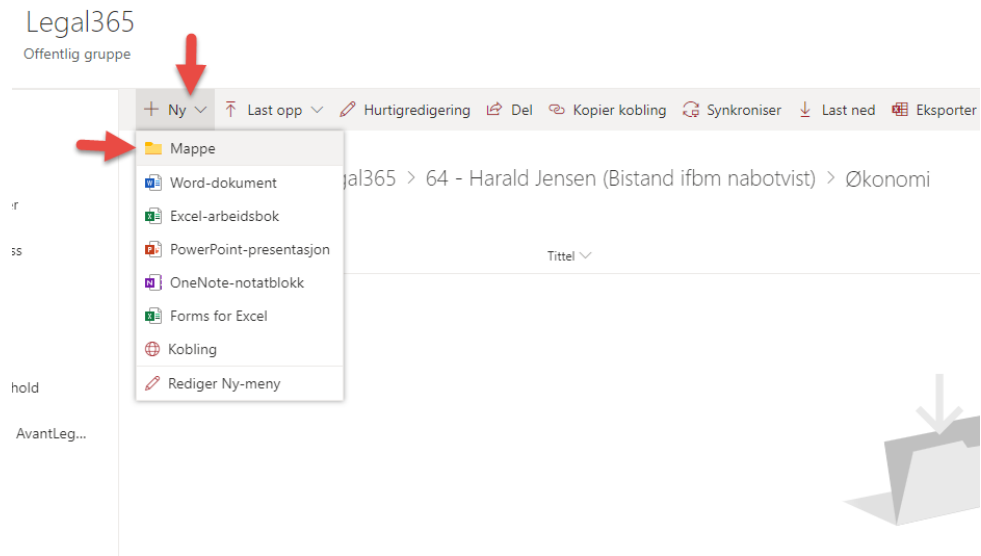 Legal365
Offentlig gruppe
Ny Last opp Hurtigredigering Del Kopier kobling Synkroniser Last ned Eksporter
Mappe
Word-dokument
Excel-arbeidsbok
PowerPoint-presentasjon
OneNote-notatblokk
Forms for Excel
Kobling
Rediger Ny-meny
gal365 > 64 - Harald Jensen (Bistand ifbm nabotvist) > Økonomi
Tittel
r
ss
hold
AvantLeg...